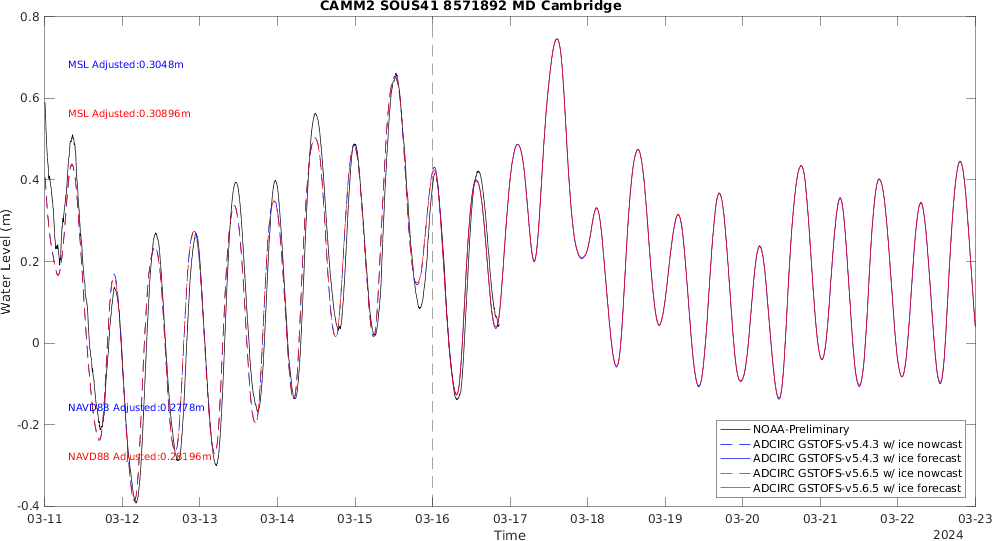 CAMM2 SOUS41 8571892 MD Cambridge
0.8
0.6
0.4
0.2
0
-0.2
-0.4
Water Level (m)
MSL Adjusted:0.3048m
MSL Adjusted:0.30896m
NAVD88 Adjusted:0.2778m
NAVD88 Adjusted:0.28196m
NOAA-Preliminary
ADCIRC GSTOFS-v5.4.3 w/ ice nowcast
ADCIRC GSTOFS-v5.4.3 w/ ice forecast
ADCIRC GSTOFS-v5.6.5 w/ ice nowcast
ADCIRC GSTOFS-v5.6.5 w/ ice forecast
03-11 03-12 03-13 03-14 03-15 03-16 03-17 03-18 03-19 03-20 03-21 03-22 03-23
Time
2024